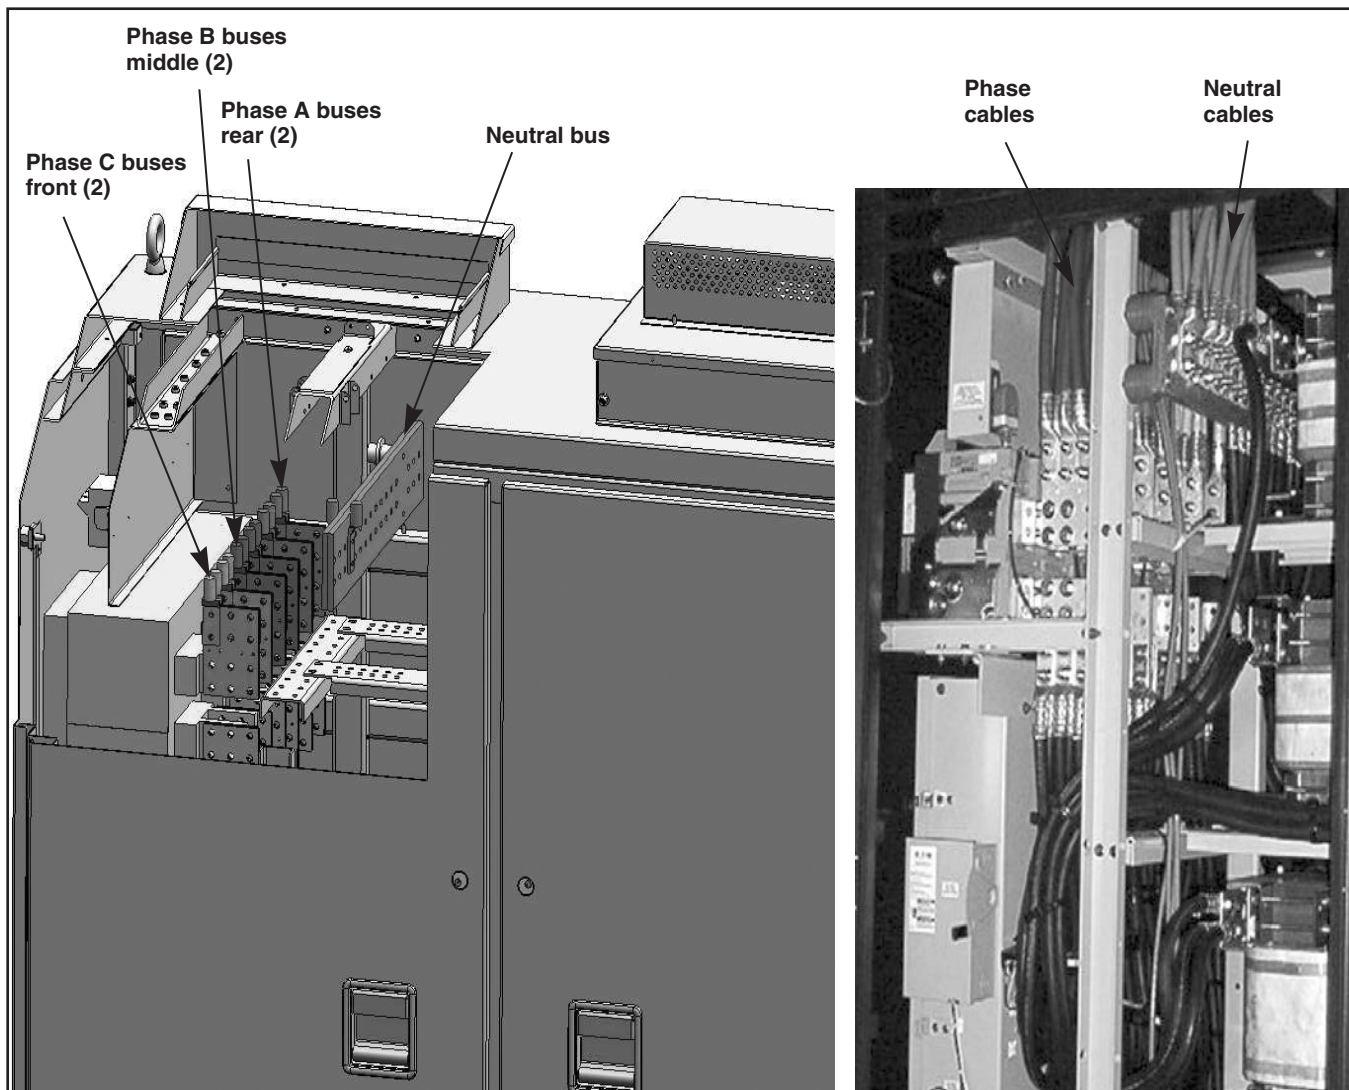 Phase B buses
middle (2)
Phase A buses
rear (2)
Neutral bus
Phase C buses
front (2)
Phase
cables
Neutral
cables